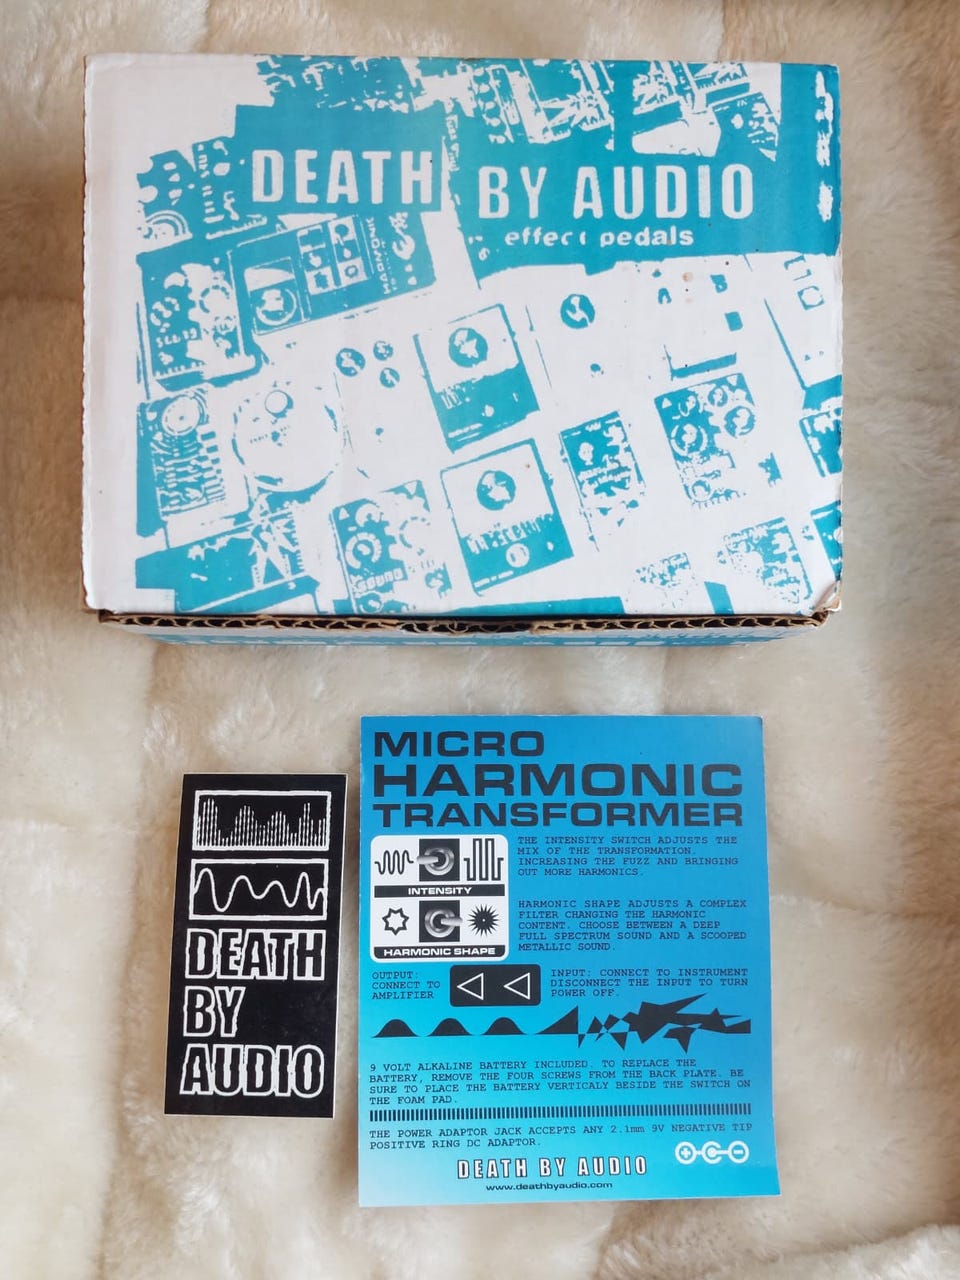 DEATH BY AUDIO
effect pedals
HARMONIC
SOUND
DEATH
BY
AUDIO
MICRO
HARMONIC
TRANSFORMER
THE INTENSITY SWITCH ADJUSTS THE
MIX OF THE TRANSFORMATION.
INCREASING THE FUZZ AND BRINGING
OUT MORE HARMONICS.
INTENSITY
HARMONIC SHAPE ADJUSTS A COMPLEX
FILTER CHANGING THE HARMONIC
CONTENT. CHOOSE BETWEEN A DEEP
FULL SPECTRUM SOUND AND A SCOOPED
METALLIC SOUND.
HARMONIC SHAPE
OUTPUT:
CONNECT TO
AMPLIFIER
INPUT: CONNECT TO INSTRUMENT
DISCONNECT THE INPUT TO TURN
POWER OFF.
9 VOLT ALKALINE BATTERY INCLUDED. TO REPLACE THE
BATTERY, REMOVE THE FOUR SCREWS FROM THE BACK PLATE. BE
SURE TO PLACE THE BATTERY VERTICALY BESIDE THE SWITCH ON
THE FOAM PAD.
THE POWER ADAPTOR JACK ACCEPTS ANY 2.1mm 9V NEGATIVE TIP
POSITIVE RING DC ADAPTOR.
DEATH BY AUDIO
www.deathbyaudio.com